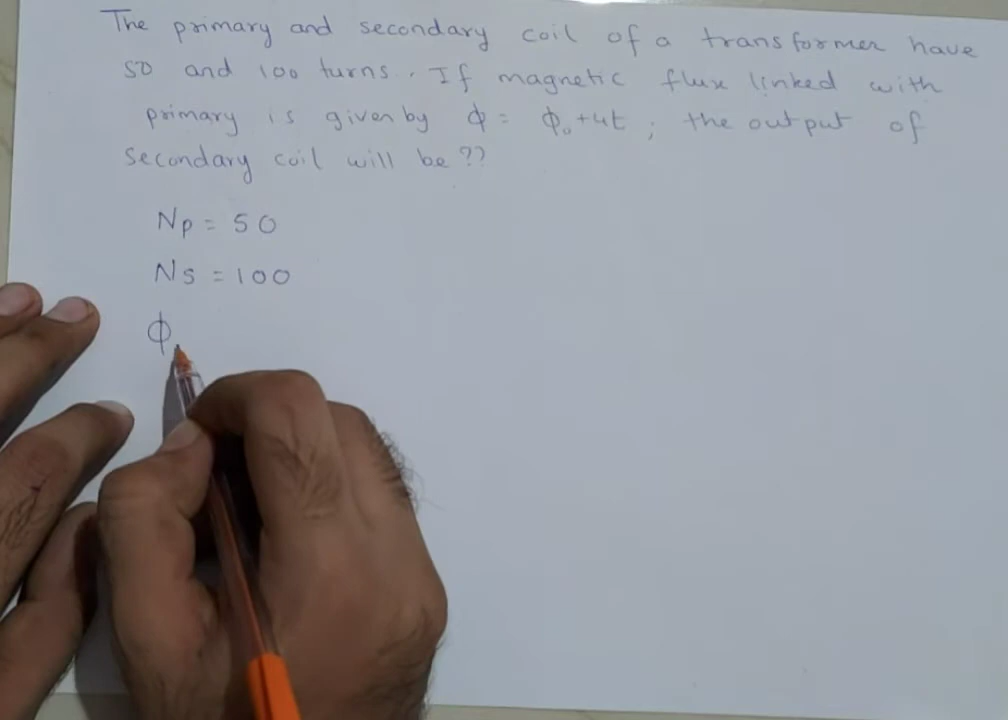 The primary and secondary coil of a transformer have
50 and 100 turns. If magnetic flux linked with
primary is given by ϕ = ϕ₀+4t ; the output of
secondary coil will be ??
Np = 50
Ns = 100
ϕ